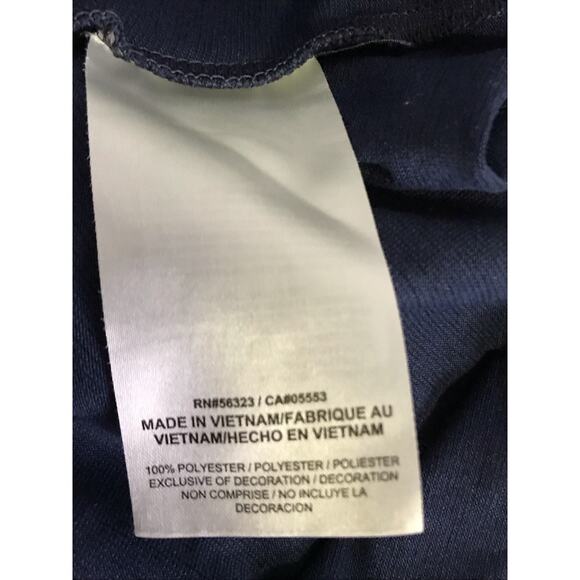 RN#56323 / CA#05553
MADE IN VIETNAM/FABRIQUE AU
VIETNAM/HECHO EN VIETNAM
100% POLYESTER / POLYESTER / POLIESTER
EXCLUSIVE OF DECORATION / DECORATION
NON COMPRISE / NO INCLUYE LA
DECORACION